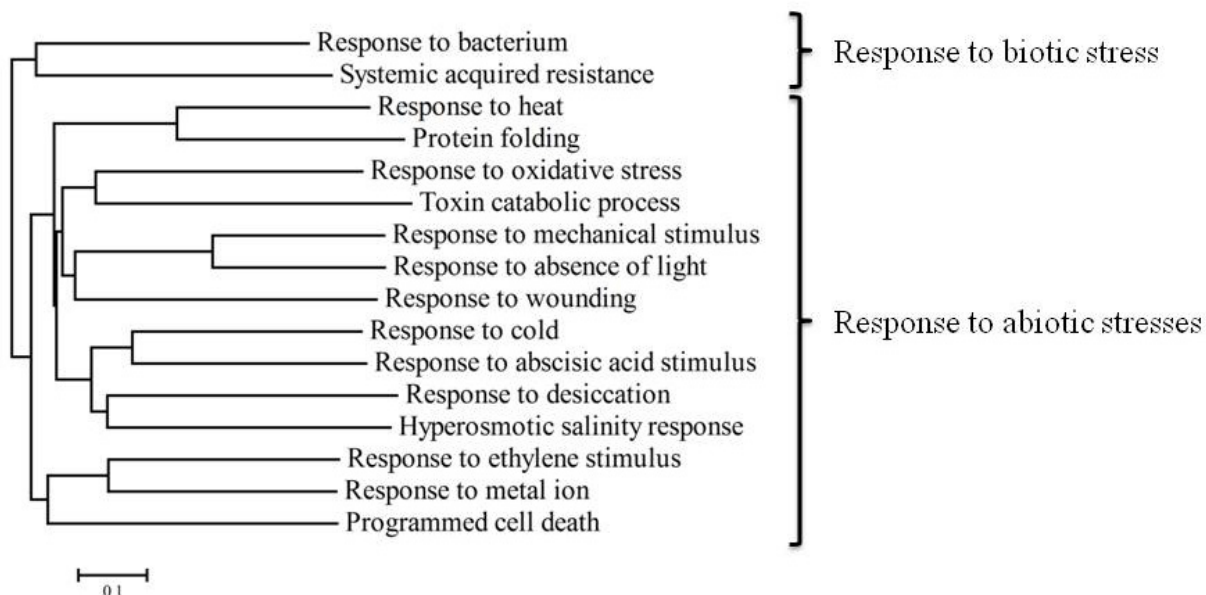 Response to bacterium
Systemic acquired resistance
Response to biotic stress
Response to heat
Protein folding
Response to oxidative stress
Toxin catabolic process
Response to mechanical stimulus
Response to absence of light
Response to wounding
Response to cold
Response to abscisic acid stimulus
Response to desiccation
Hyperosmotic salinity response
Response to ethylene stimulus
Response to metal ion
Programmed cell death
Response to abiotic stresses
0.1